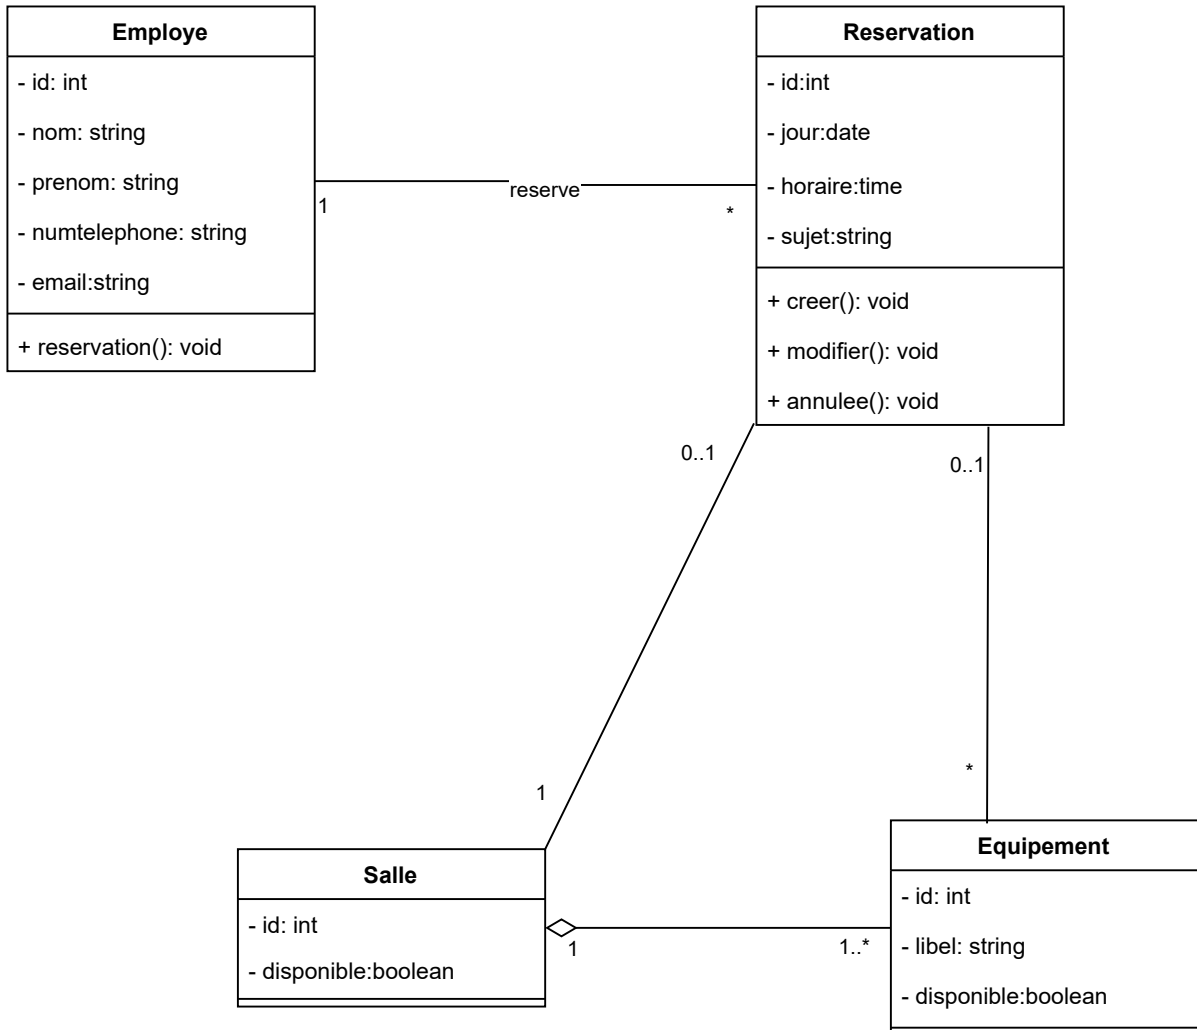 Employe
- id: int
- nom: string
- prenom: string
- numtelephone: string
- email:string
+ reservation(): void
1
reserve
*
Reservation
- id:int
- jour:date
- horaire:time
- sujet:string
+ creer(): void
+ modifier(): void
+ annulee(): void
0..1
0..1
1
*
Salle
- id: int
- disponible:boolean
1
1..*
Equipement
- id: int
- libel: string
- disponible:boolean